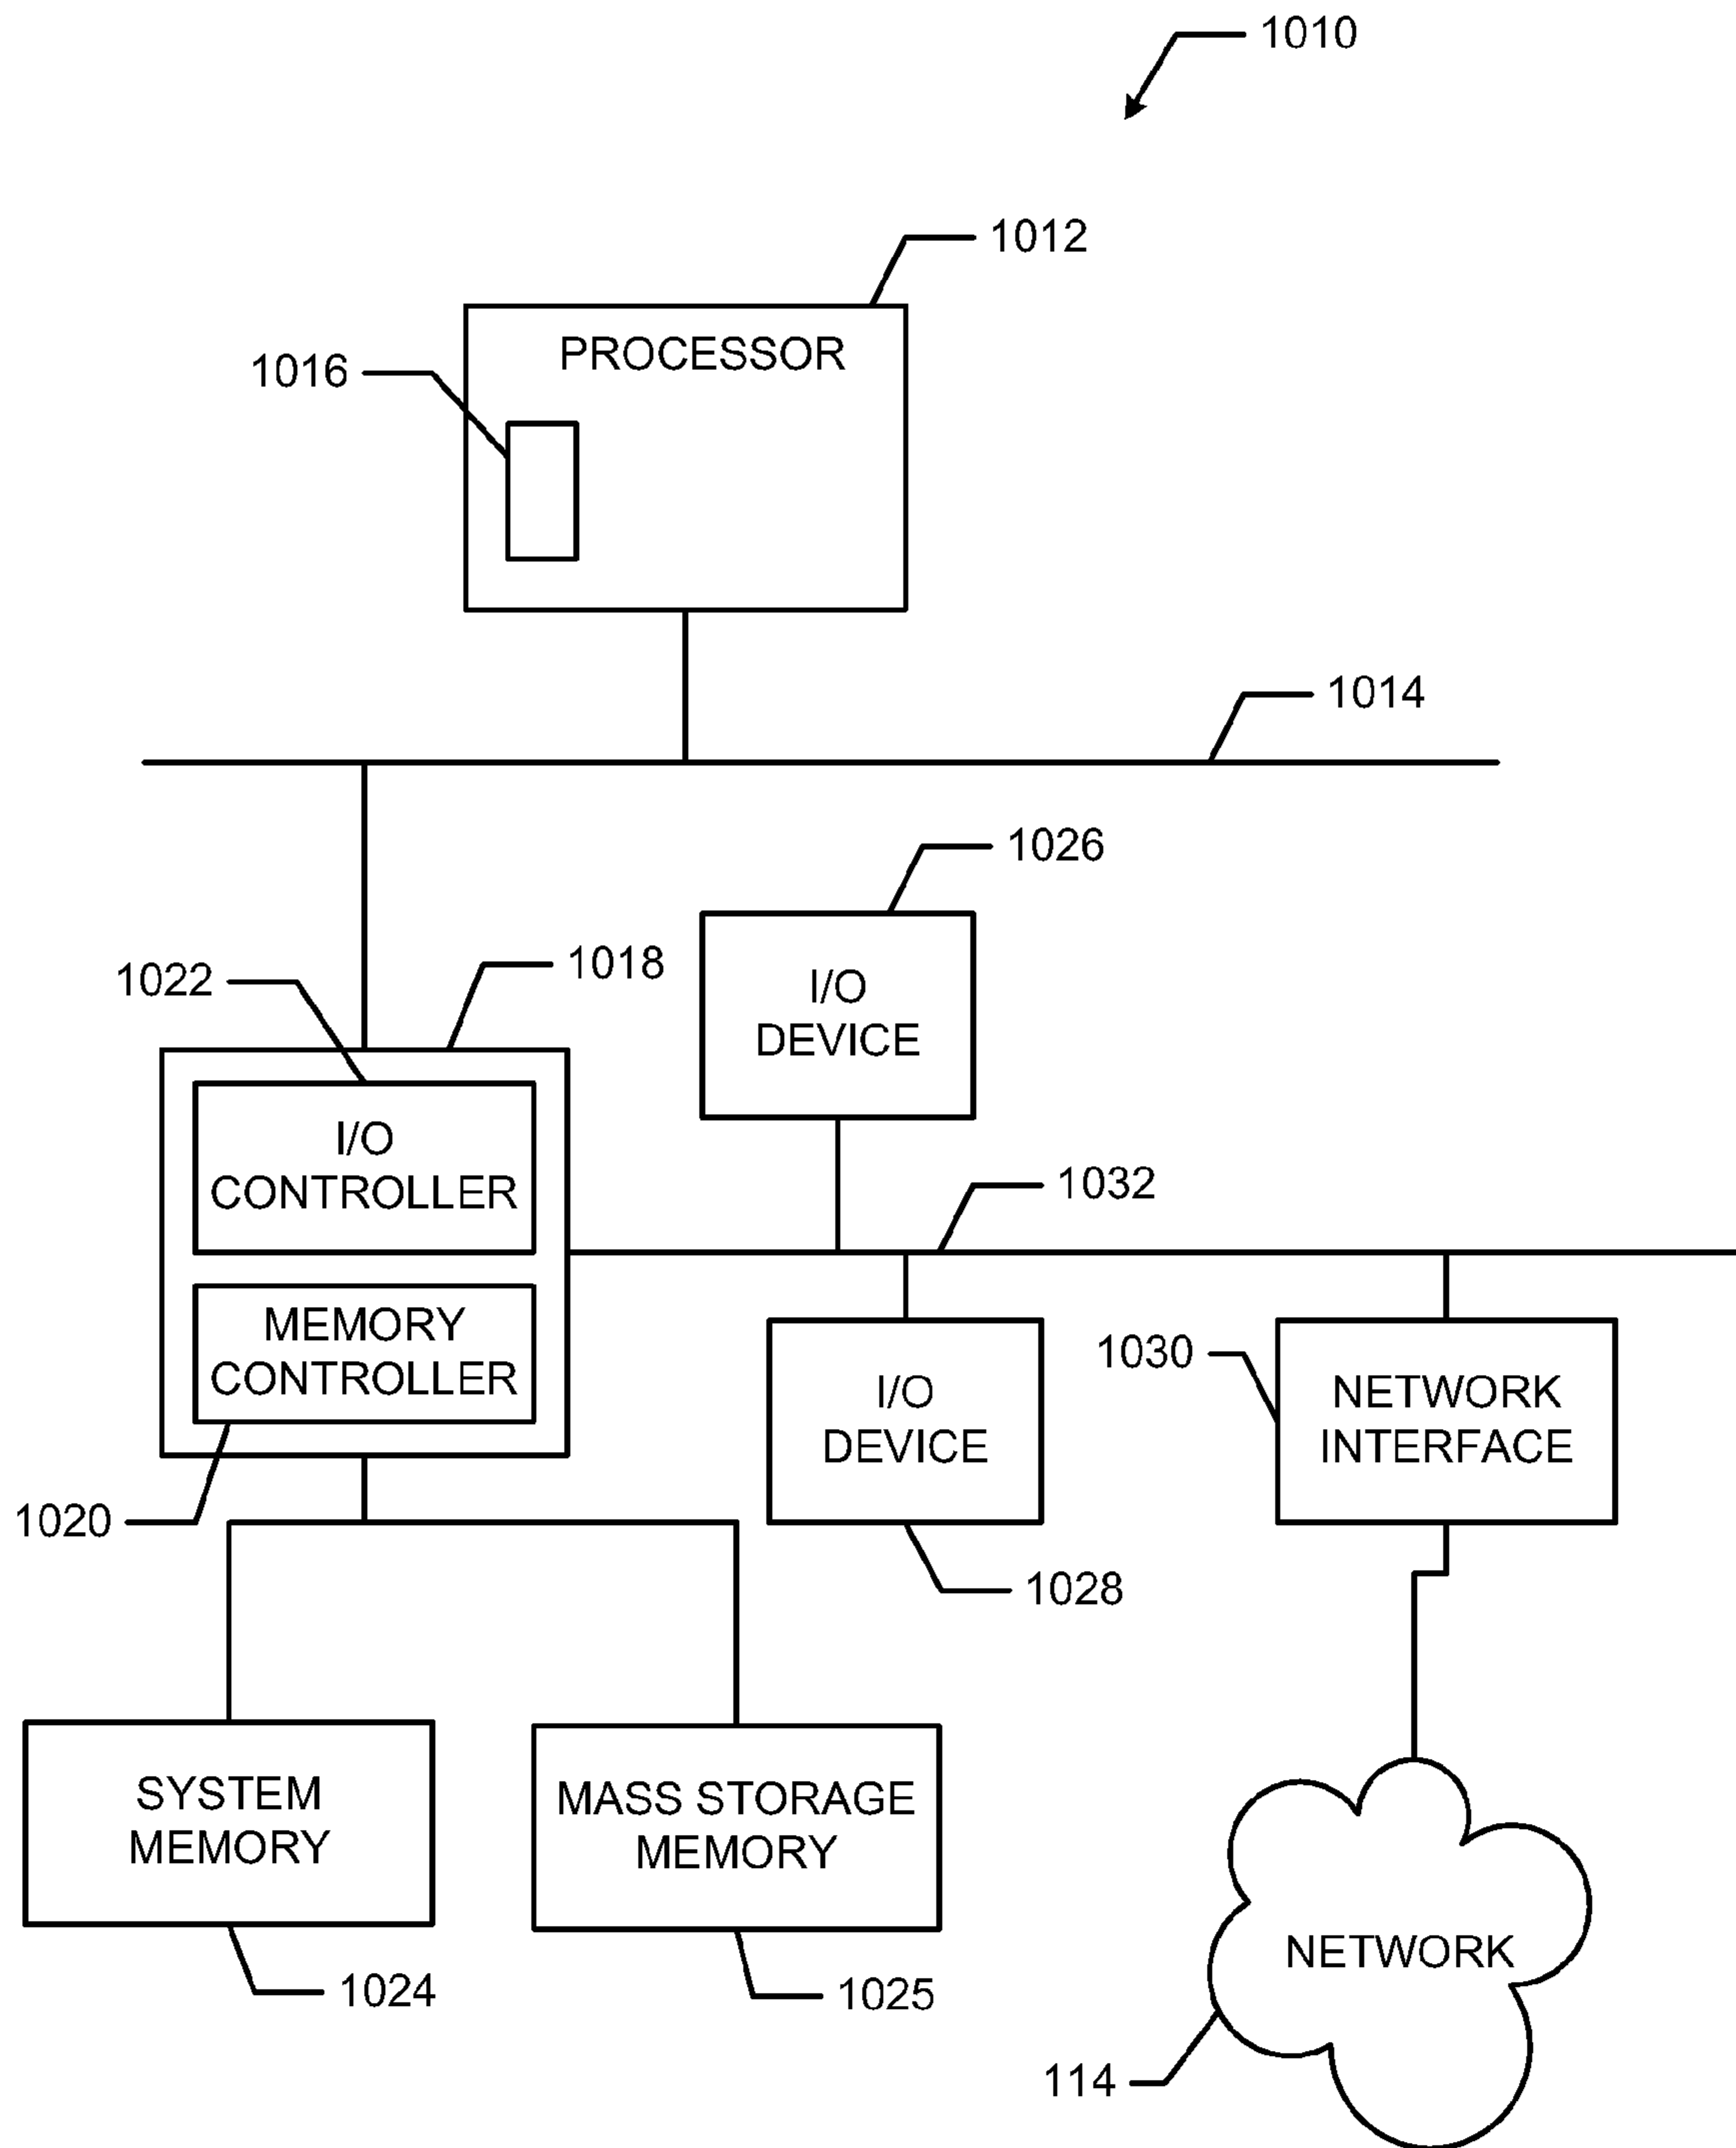 1010
1012
PROCESSOR
1016
1014
1026
I/O
DEVICE
1018
1022
I/O
CONTROLLER
1032
MEMORY
CONTROLLER
1030
I/O
DEVICE
NETWORK
INTERFACE
1020
1028
SYSTEM
MEMORY
MASS STORAGE
MEMORY
NETWORK
1024
1025
114